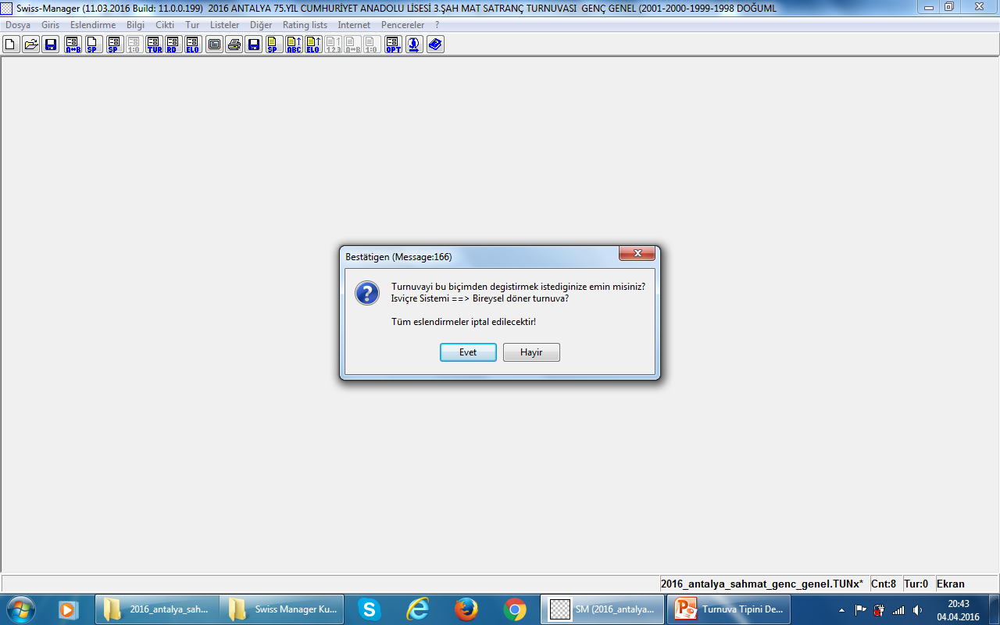 Swiss-Manager (11.03.2016 Build: 11.0.0.199)  2016 ANTALYA 75.YIL CUMHURİYET ANADOLU LİSESİ 3.ŞAH MAT SATRANÇ TURNUVASI  GENÇ GENEL (2001-2000-1999-1998 DOĞUML
Dosya Giris Eslendirme Bilgi Cikti Tur Listeler Diğer Rating lists Internet Pencereler ?
A↔B SP SP 1:0 TUR RD ELO SP ABC ELO 1.2.3 A↔B 1:0 OPT
Bestätigen (Message:166)
Turnuvayi bu biçimden degistirmek istediginize emin misiniz?
Isviçre Sistemi ==> Bireysel döner turnuva?
Tüm eslendirmeler iptal edilecektir!
Evet Hayir
2016_antalya_sahmat_genc_genel.TUNx* Cnt:8 Tur:0 Ekran
2016_antalya_sah... Swiss Manager Ku... SM (2016_antalya... Turnuva Tipini De... 20:43
04.04.2016